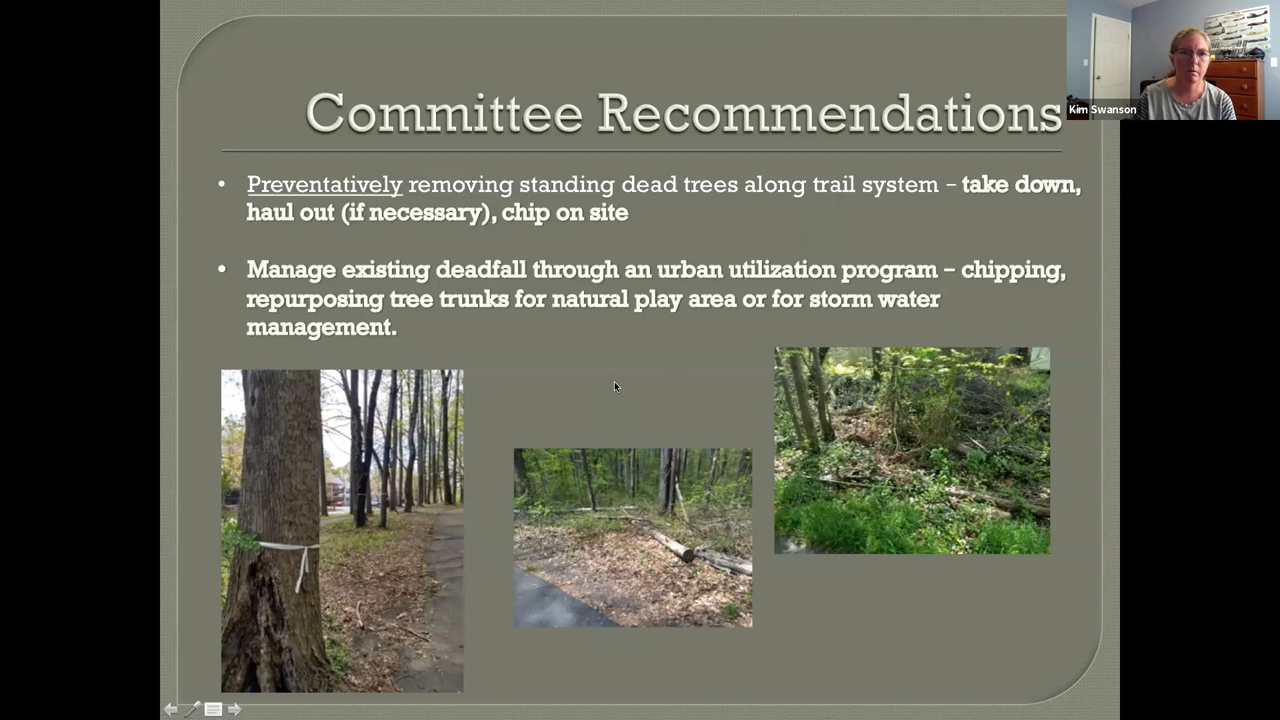 Committee Recommendations
Kim Swanson
• Preventatively removing standing dead trees along trail system – take down,
haul out (if necessary), chip on site
• Manage existing deadfall through an urban utilization program – chipping,
repurposing tree trunks for natural play area or for storm water
management.